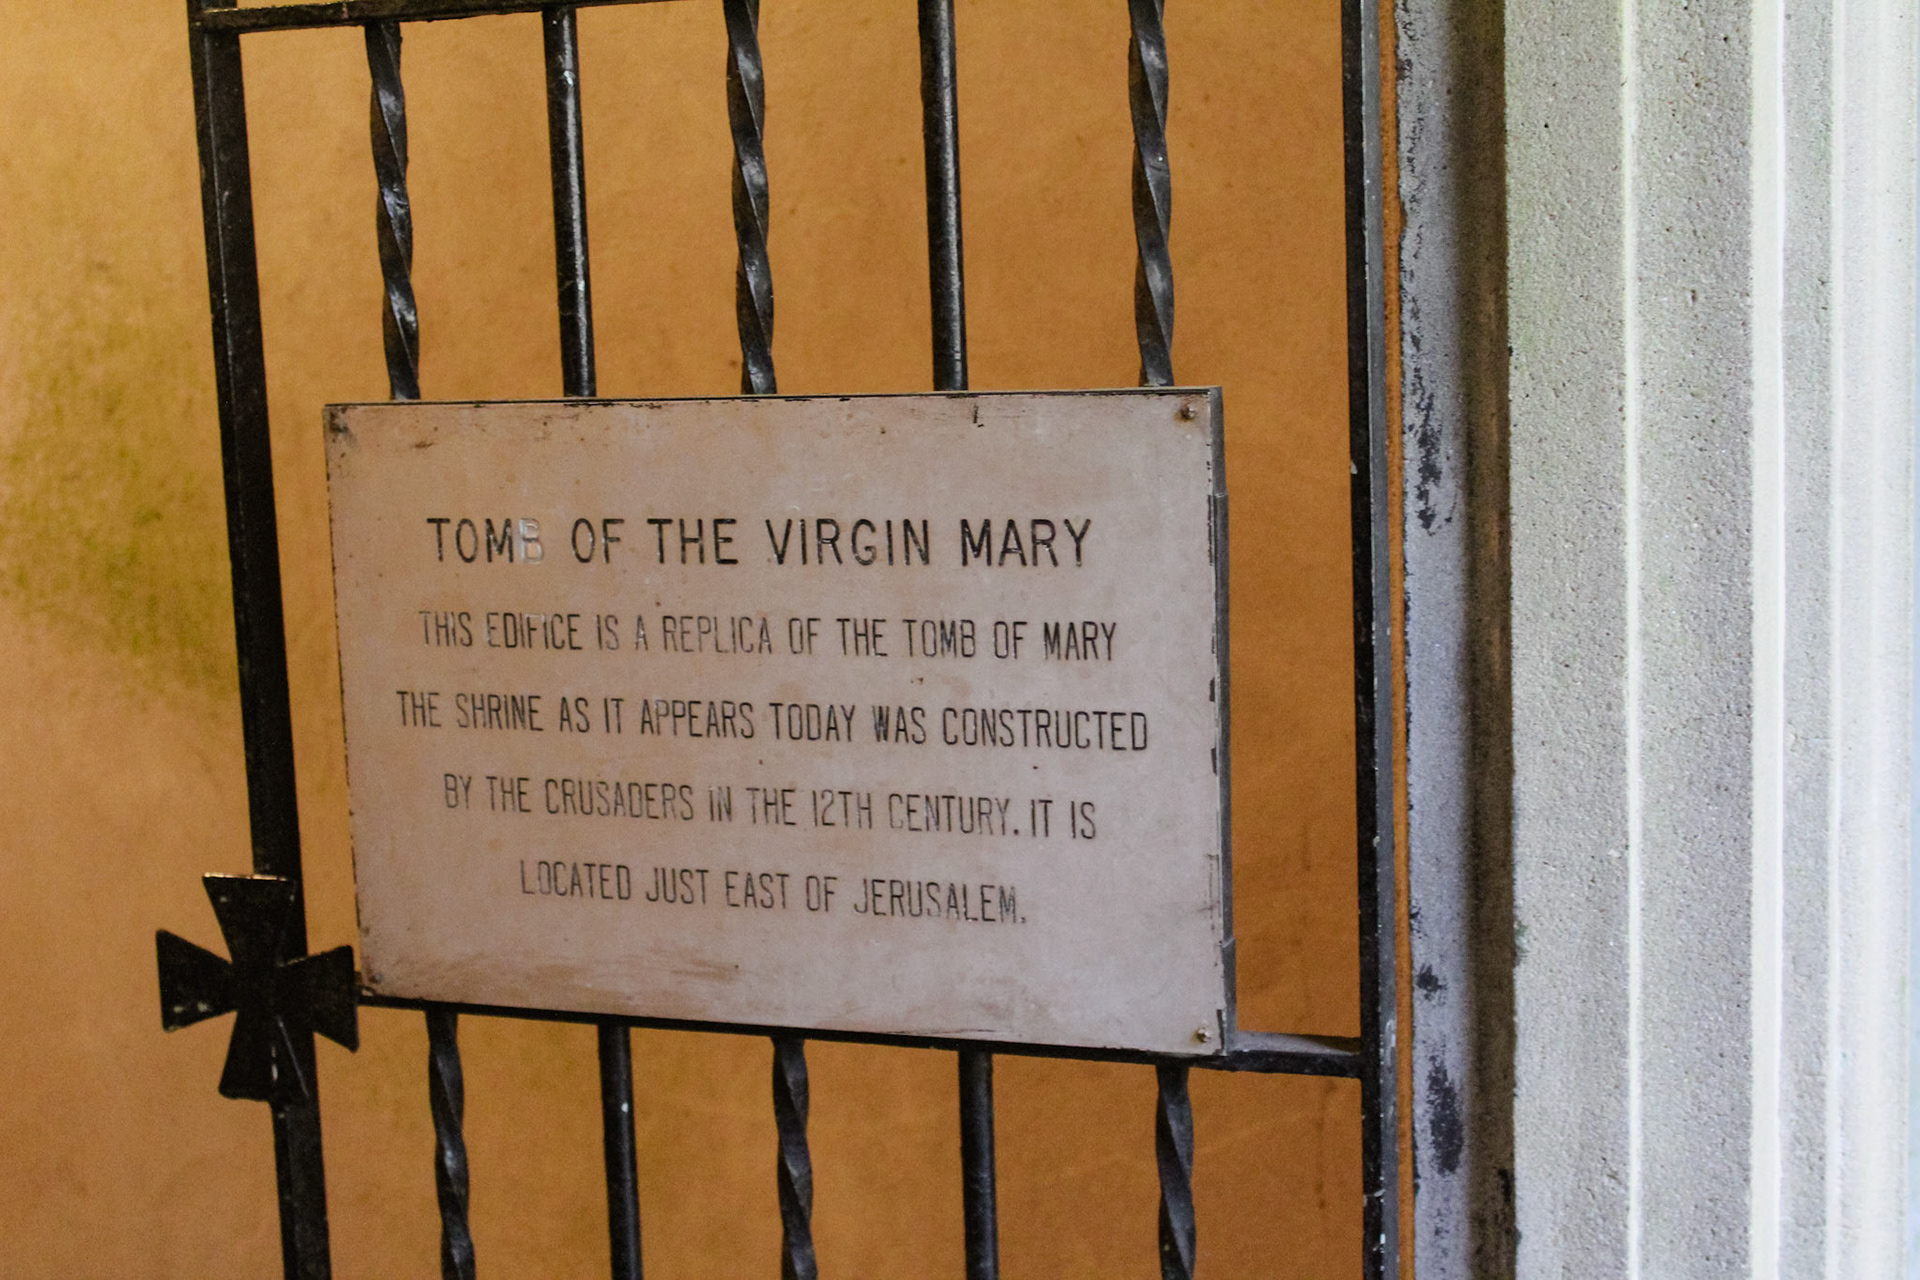 TOMB OF THE VIRGIN MARY
THIS EDIFICE IS A REPLICA OF THE TOMB OF MARY
THE SHRINE AS IT APPEARS TODAY WAS CONSTRUCTED
BY THE CRUSADERS IN THE 12TH CENTURY. IT IS
LOCATED JUST EAST OF JERUSALEM.